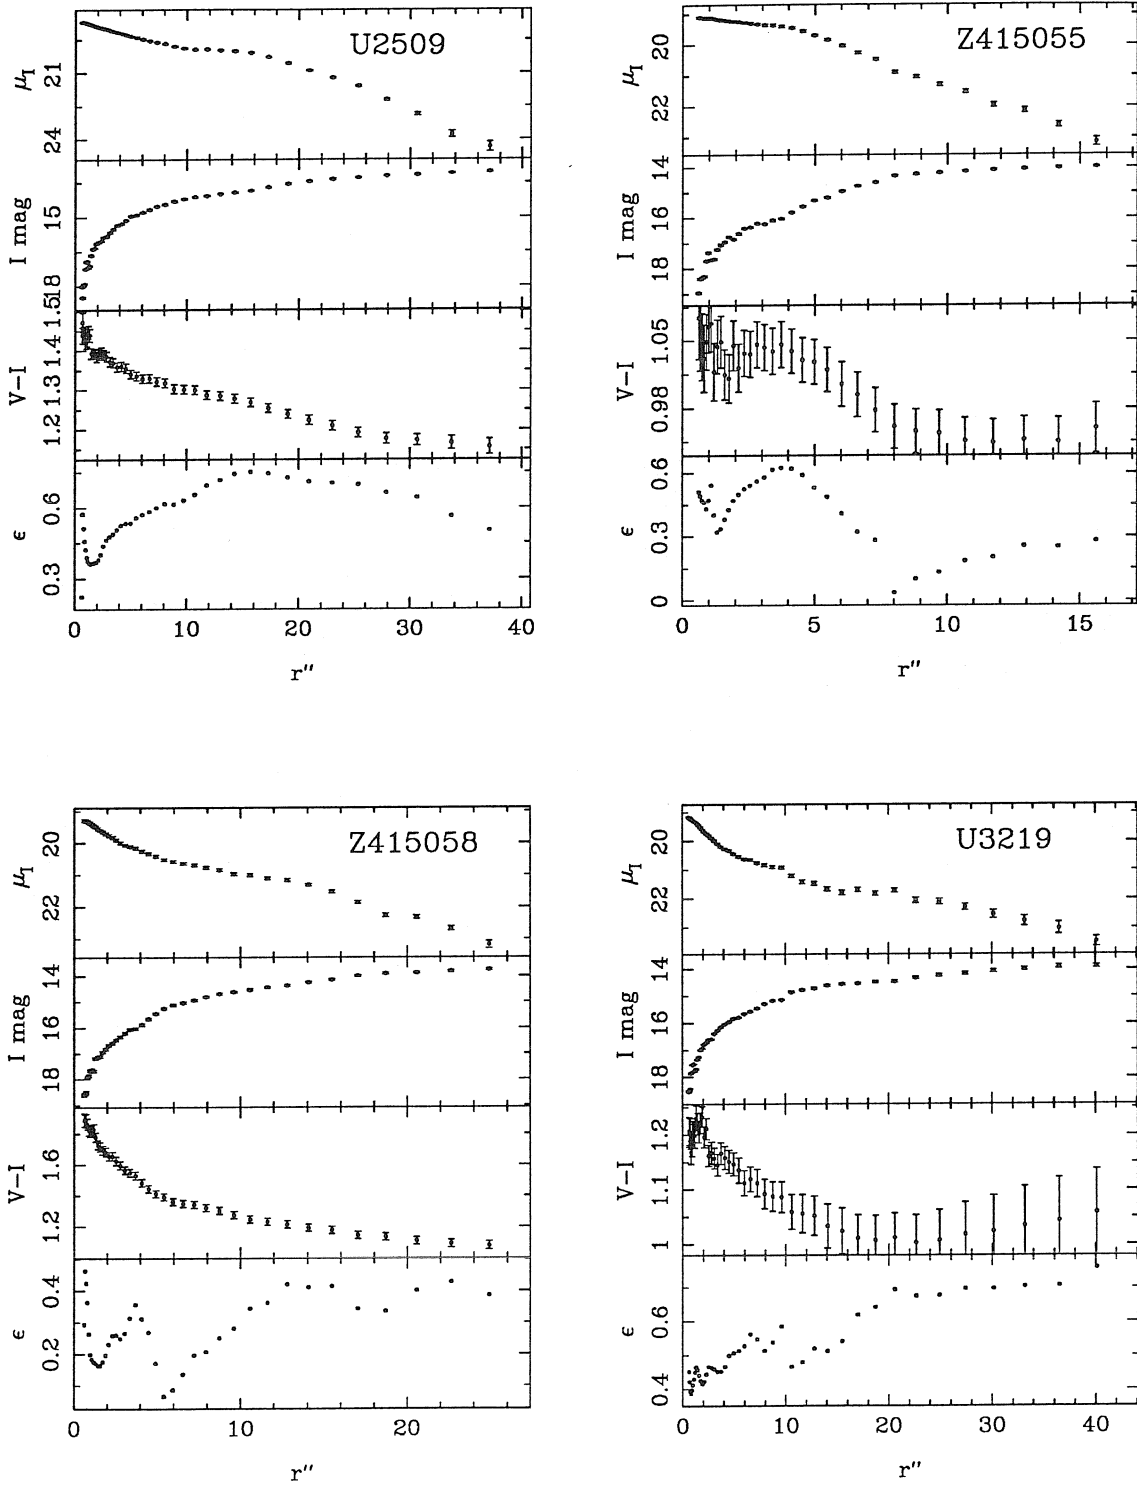 U2509
μI
21
24
I mag
15
18
V-I
1.5
1.4
1.3
1.2
ϵ
0.6
0.3
0 10 20 30 40
r″
Z415055
μI
20
22
I mag
14
16
18
V-I
1.05
0.98
ϵ
0.6
0.3
0
0 5 10 15
r″
Z415058
μI
20
22
I mag
14
16
18
V-I
1.6
1.2
ϵ
0.4
0.2
0 10 20
r″
U3219
μI
20
22
I mag
14
16
18
V-I
1.2
1.1
1
ϵ
0.6
0.4
0 10 20 30 40
r″